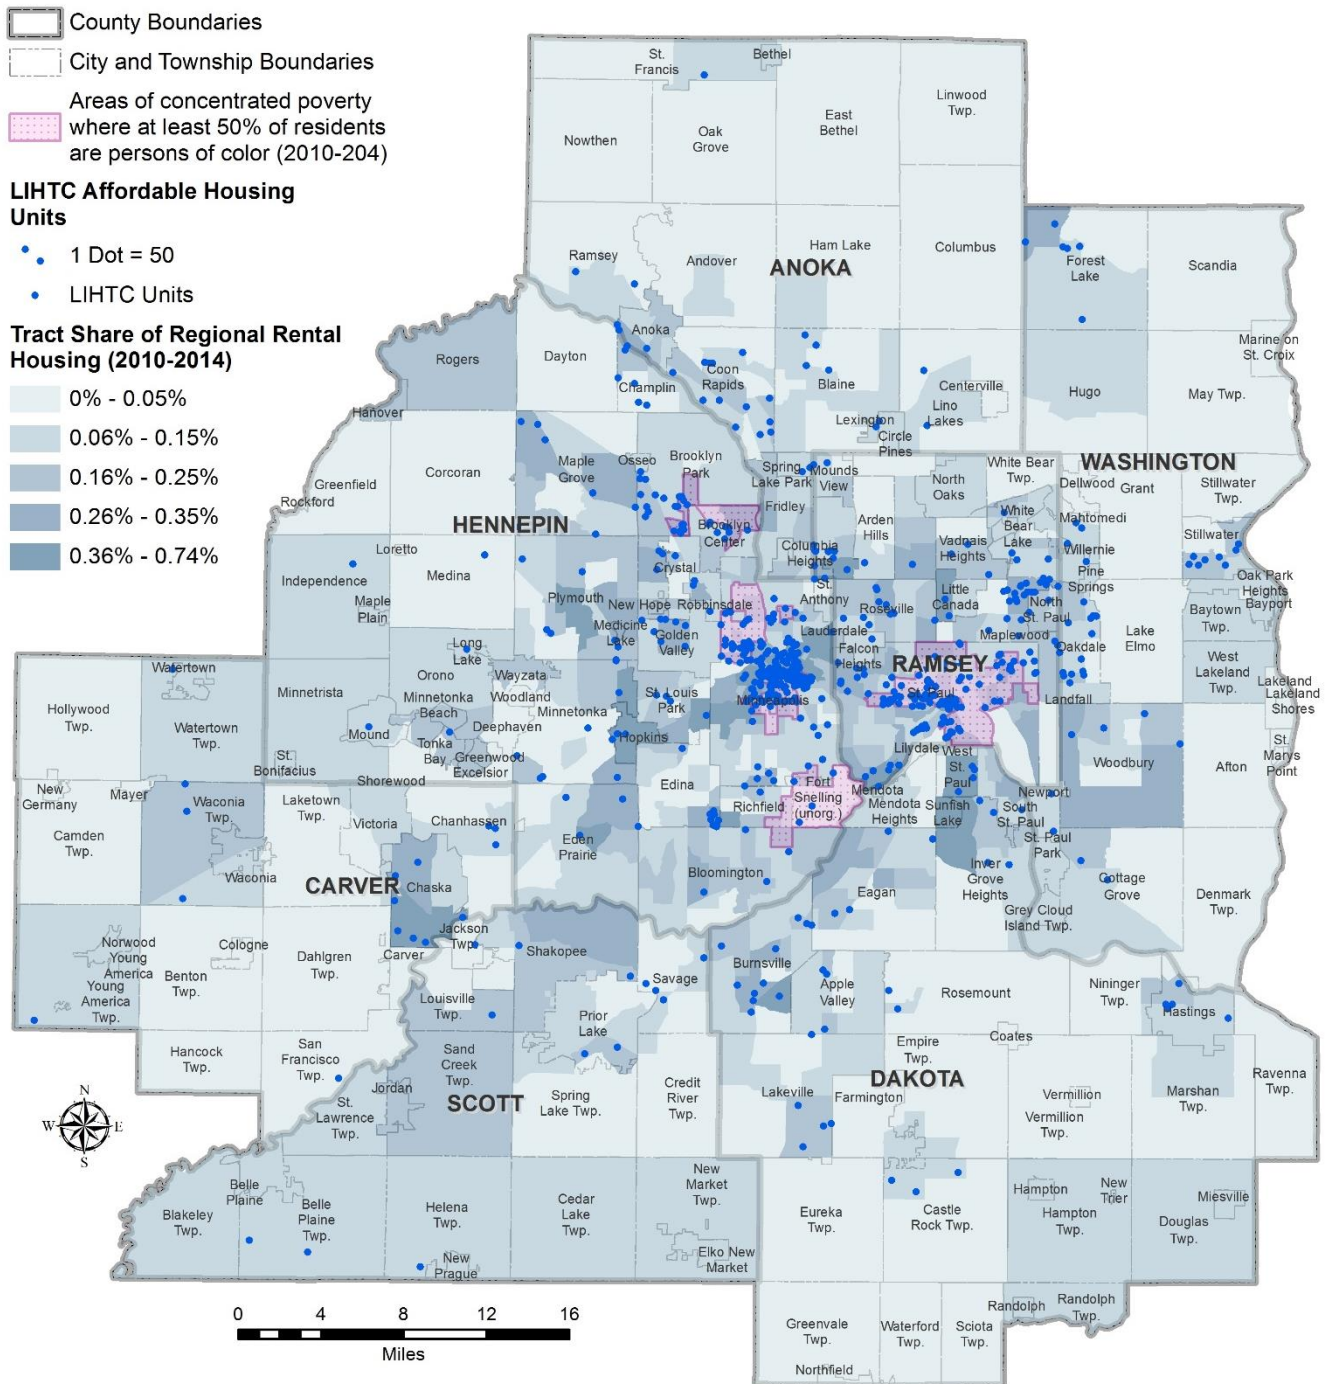 County Boundaries
City and Township Boundaries
Areas of concentrated poverty
where at least 50% of residents
are persons of color (2010-204)
LIHTC Affordable Housing
Units
1 Dot = 50
LIHTC Units
Tract Share of Regional Rental
Housing (2010-2014)
0% - 0.05%
0.06% - 0.15%
0.16% - 0.25%
0.26% - 0.35%
0.36% - 0.74%
St.
Francis
Bethel
Linwood
Twp.
Nowthen
Oak
Grove
East
Bethel
Ramsey
Andover
Ham Lake
Columbus
ANOKA
Forest
Lake
Scandia
Marine on
St. Croix
Rogers
Dayton
Anoka
Champlin
Coon
Rapids
Blaine
Centerville
Lino
Lakes
Lexington
Circle
Pines
Hugo
May Twp.
Hanover
Corcoran
Maple
Grove
Osseo
Brooklyn
Park
Spring
Lake Park
Mounds
View
North
Oaks
White Bear
Twp.
WASHINGTON
Dellwood
Grant
Stillwater
Twp.
Greenfield
Rockford
HENNEPIN
Brooklyn
Center
Fridley
Arden
Hills
White
Bear
Lake
Mahtomedi
Stillwater
Loretto
Independence
Medina
Maple
Plain
Crystal
Columbia
Heights
Vadnais
Heights
Willernie
Pine
Springs
Oak Park
Heights
Bayport
Plymouth
New Hope
Robbinsdale
St.
Anthony
Roseville
Little
Canada
North
St. Paul
Baytown
Twp.
Medicine
Lake
Golden
Valley
Lauderdale
Falcon
Heights
Maplewood
Oakdale
Lake
Elmo
West
Lakeland
Twp.
Long
Lake
Orono
Wayzata
Woodland
RAMSEY
St. Paul
Landfall
Lakeland
Lakeland
Shores
Watertown
Hollywood
Twp.
Watertown
Twp.
Minnetrista
Minnetonka
Beach
Deephaven
Minnetonka
St. Louis
Park
Minneapolis
Mound
Tonka
Bay
Greenwood
Excelsior
Hopkins
Lilydale
West
St.
Paul
Woodbury
Afton
St.
Marys
Point
St.
Bonifacius
Shorewood
New
Germany
Mayer
Waconia
Twp.
Laketown
Twp.
Victoria
Chanhassen
Edina
Richfield
Fort
Snelling
(unorg.)
Mendota
Mendota
Heights
Sunfish
Lake
South
St. Paul
Newport
St. Paul
Park
Camden
Twp.
Waconia
CARVER
Chaska
Eden
Prairie
Bloomington
Eagan
Inver
Grove
Heights
Cottage
Grove
Grey Cloud
Island Twp.
Denmark
Twp.
Norwood
Young
America
Young
America
Twp.
Cologne
Benton
Twp.
Dahlgren
Twp.
Carver
Jackson
Twp.
Shakopee
Savage
Burnsville
Apple
Valley
Rosemount
Nininger
Twp.
Hastings
Louisville
Twp.
Prior
Lake
Coates
Hancock
Twp.
San
Francisco
Twp.
Jordan
Sand
Creek
Twp.
St.
Lawrence
Twp.
SCOTT
Spring
Lake Twp.
Credit
River
Twp.
Lakeville
Empire
Twp.
DAKOTA
Farmington
Vermillion
Vermillion
Twp.
Marshan
Twp.
Ravenna
Twp.
N
W
E
S
Belle
Plaine
Blakeley
Twp.
Belle
Plaine
Twp.
Helena
Twp.
New
Prague
Cedar
Lake
Twp.
New
Market
Twp.
Elko New
Market
Eureka
Twp.
Castle
Rock Twp.
Hampton
New
Trier
Hampton
Twp.
Miesville
Douglas
Twp.
Randolph
Randolph
Twp.
Greenvale
Twp.
Waterford
Twp.
Sciota
Twp.
Northfield
0 4 8 12 16
Miles